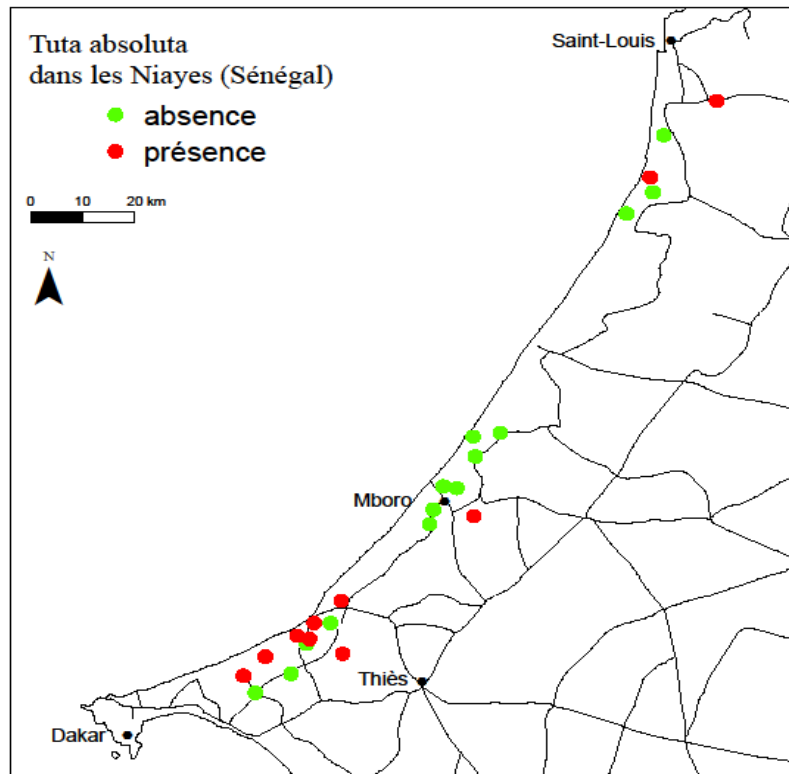 Tuta absoluta
dans les Niayes (Sénégal)
absence
présence
0 10 20 km
N
Saint-Louis
Mboro
Thiès
Dakar